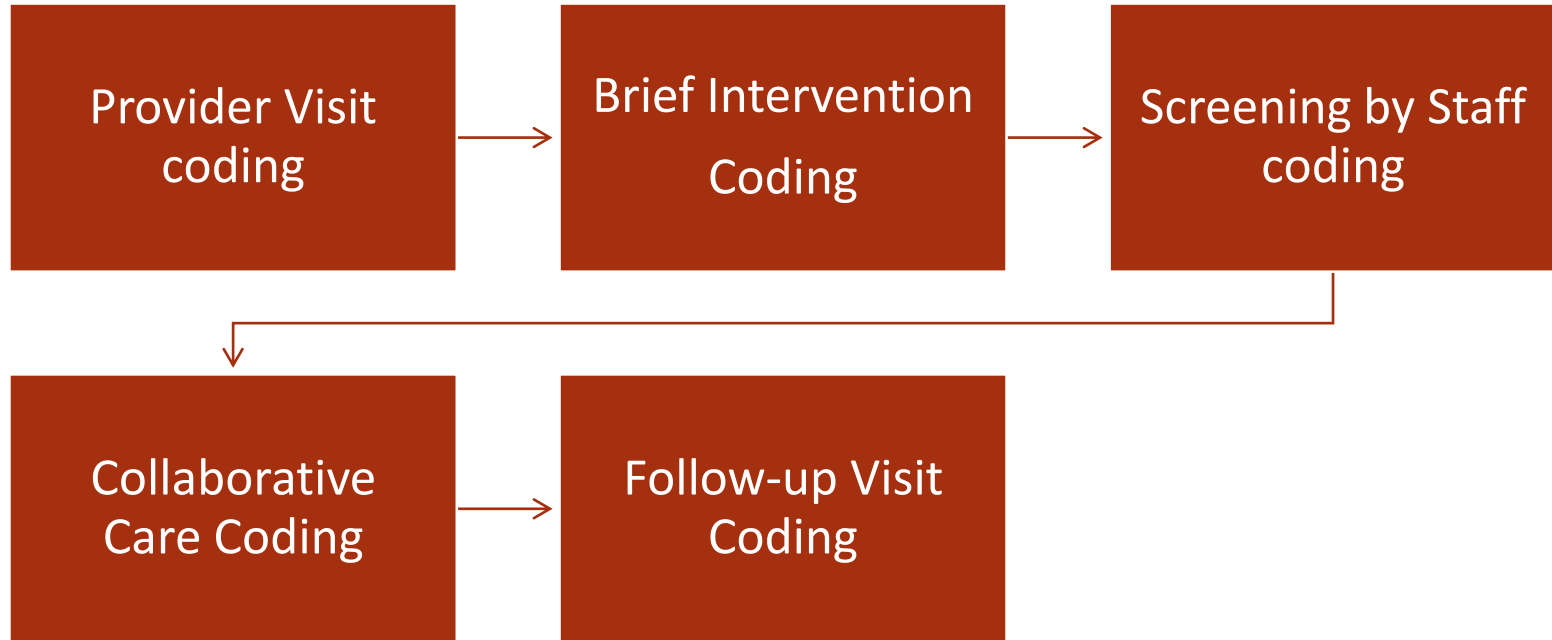 Provider Visit
coding
Brief Intervention
Coding
Screening by Staff
coding
Collaborative
Care Coding
Follow-up Visit
Coding